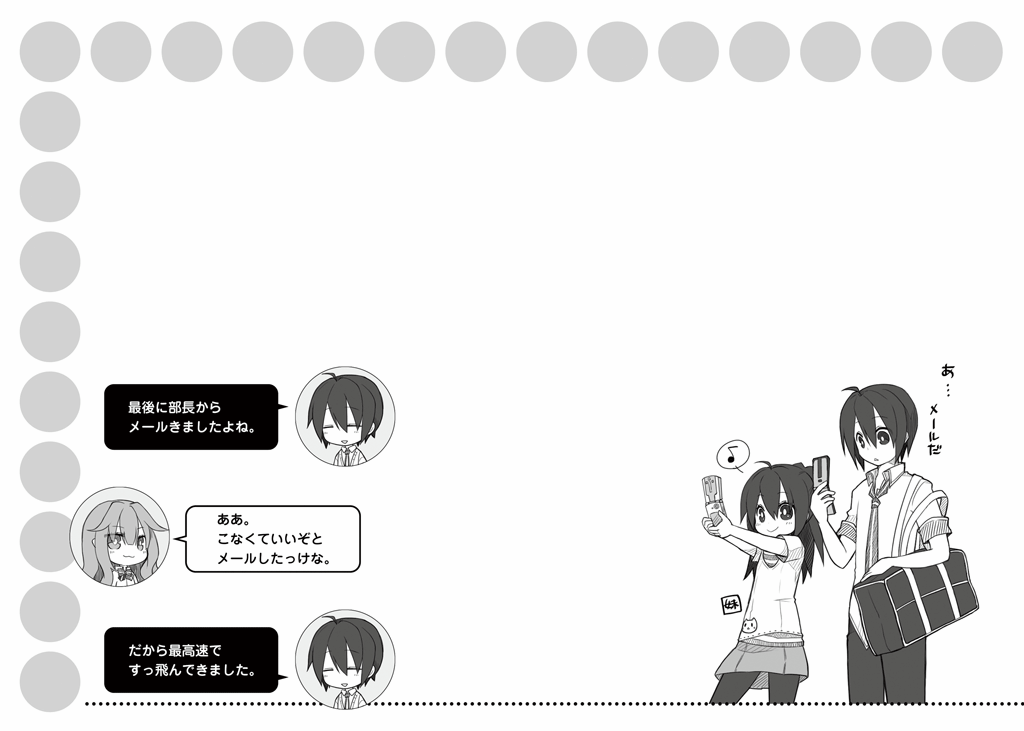 最後に部長から
メールきましたよね。
ああ。
こなくていいぞと
メールしたっけな。
だから最高速で
すっ飛んできました。
あ…
メールだ
妹